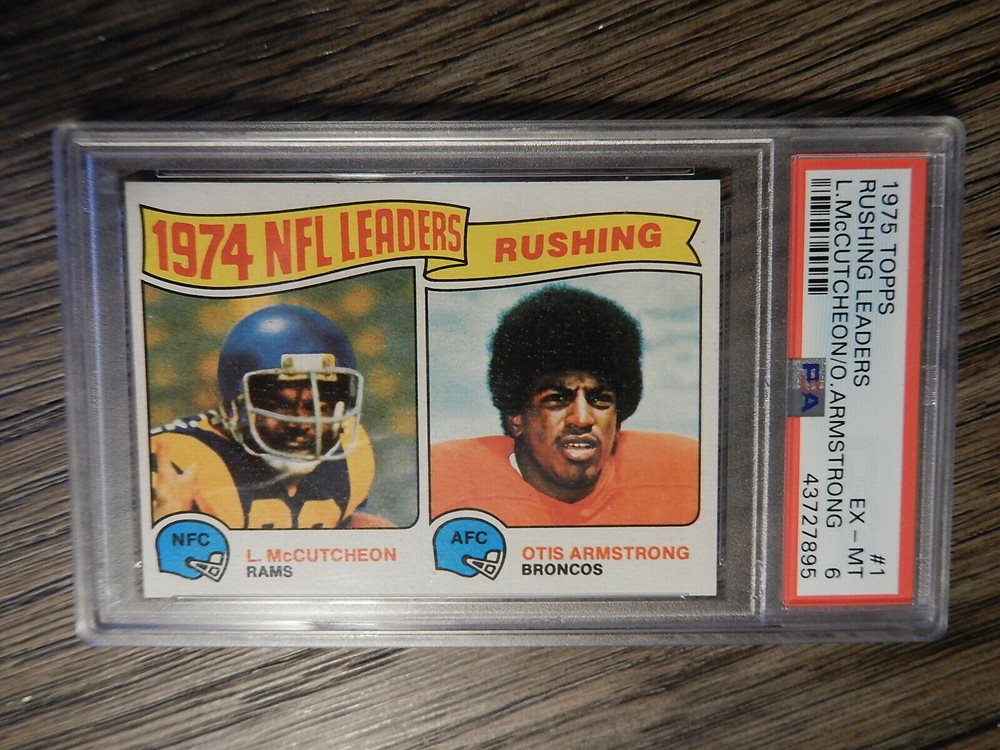 1974 NFL LEADERS
RUSHING
NFC
L. McCUTCHEON
RAMS
AFC
OTIS ARMSTRONG
BRONCOS
1975 TOPPS #1
RUSHING LEADERS EX - MT
L.McCUTCHEON/O.ARMSTRONG 6
PSA 43727895